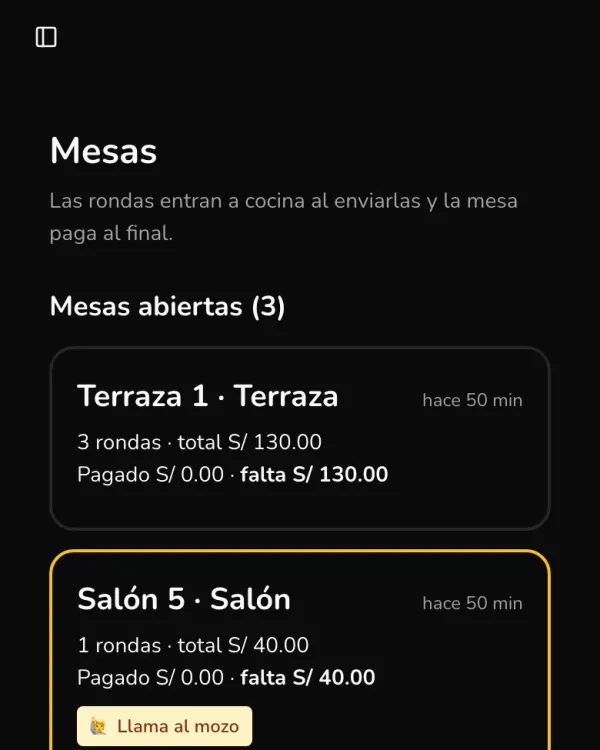 Mesas
Las rondas entran a cocina al enviarlas y la mesa
paga al final.
Mesas abiertas (3)
Terraza 1 · Terraza
hace 50 min
3 rondas · total S/ 130.00
Pagado S/ 0.00 · falta S/ 130.00
Salón 5 · Salón
hace 50 min
1 rondas · total S/ 40.00
Pagado S/ 0.00 · falta S/ 40.00
🙋 Llama al mozo